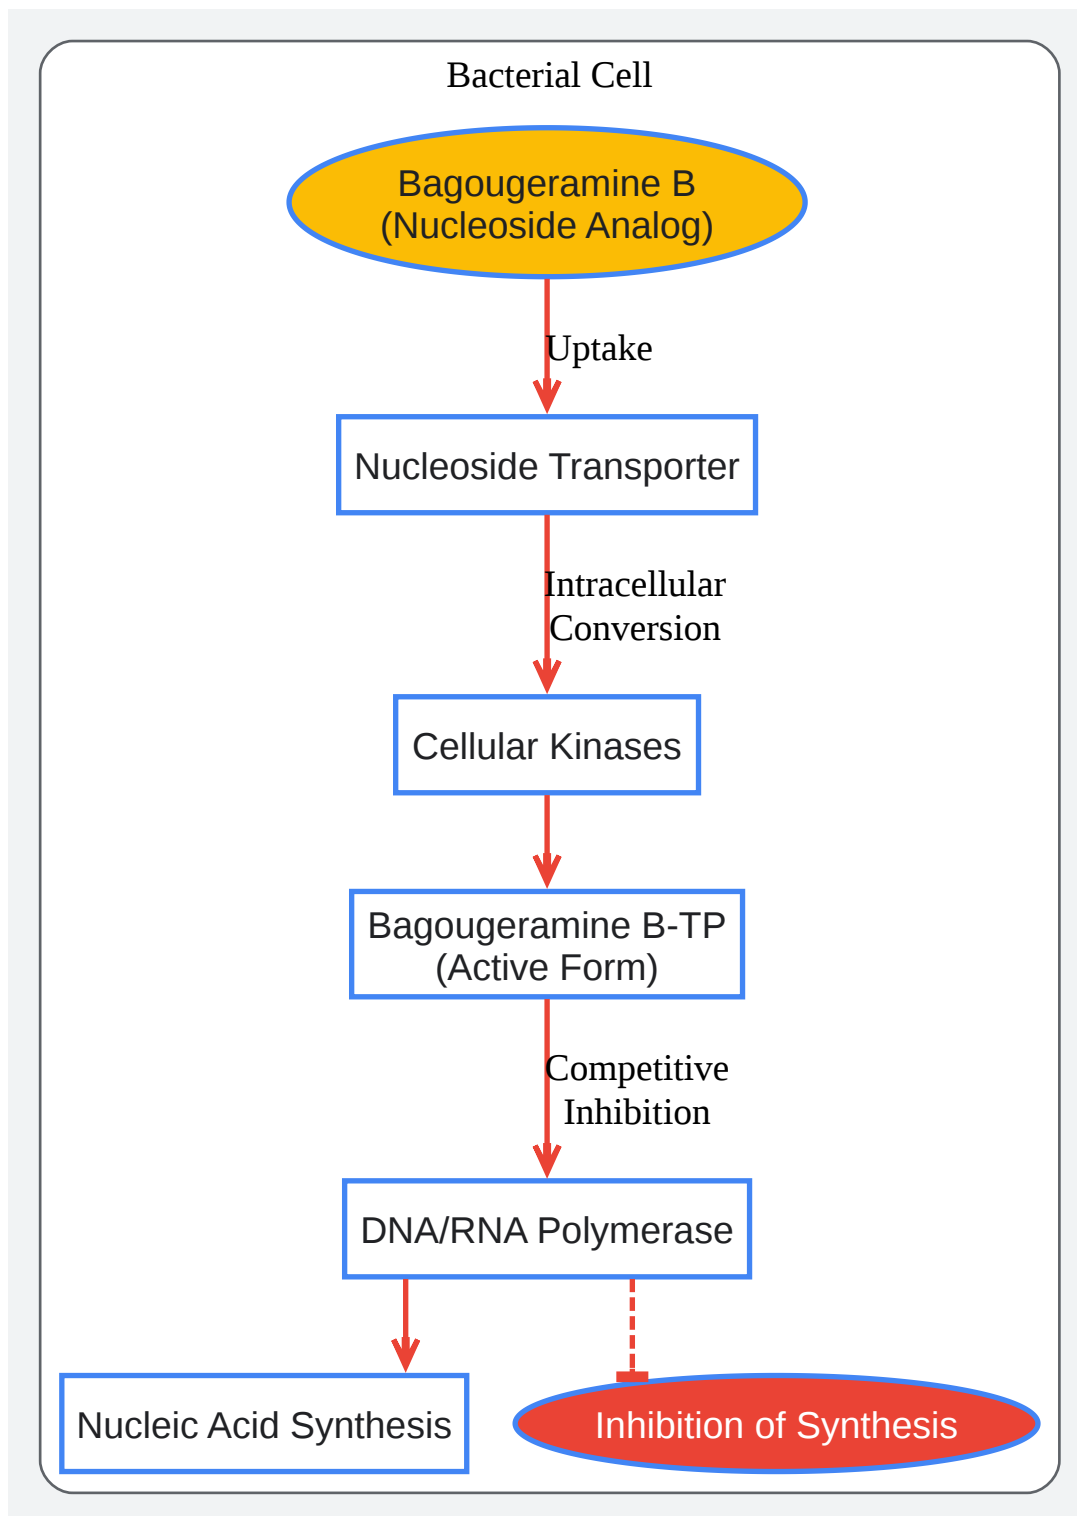 Bacterial Cell
Bagougeramine B
(Nucleoside Analog)
Uptake
Nucleoside Transporter
Intracellular
Conversion
Cellular Kinases
Bagougeramine B-TP
(Active Form)
Competitive
Inhibition
DNA/RNA Polymerase
Nucleic Acid Synthesis
Inhibition of Synthesis